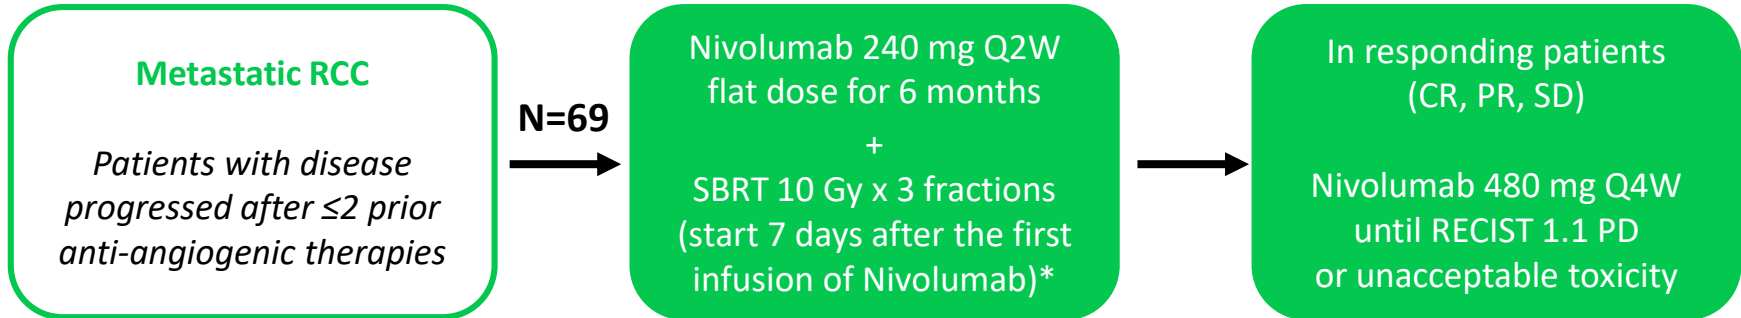 Metastatic RCC
Patients with disease
progressed after ≤2 prior
anti-angiogenic therapies
N=69
Nivolumab 240 mg Q2W
flat dose for 6 months
+
SBRT 10 Gy x 3 fractions
(start 7 days after the first
infusion of Nivolumab)*
In responding patients
(CR, PR, SD)
Nivolumab 480 mg Q4W
until RECIST 1.1 PD
or unacceptable toxicity